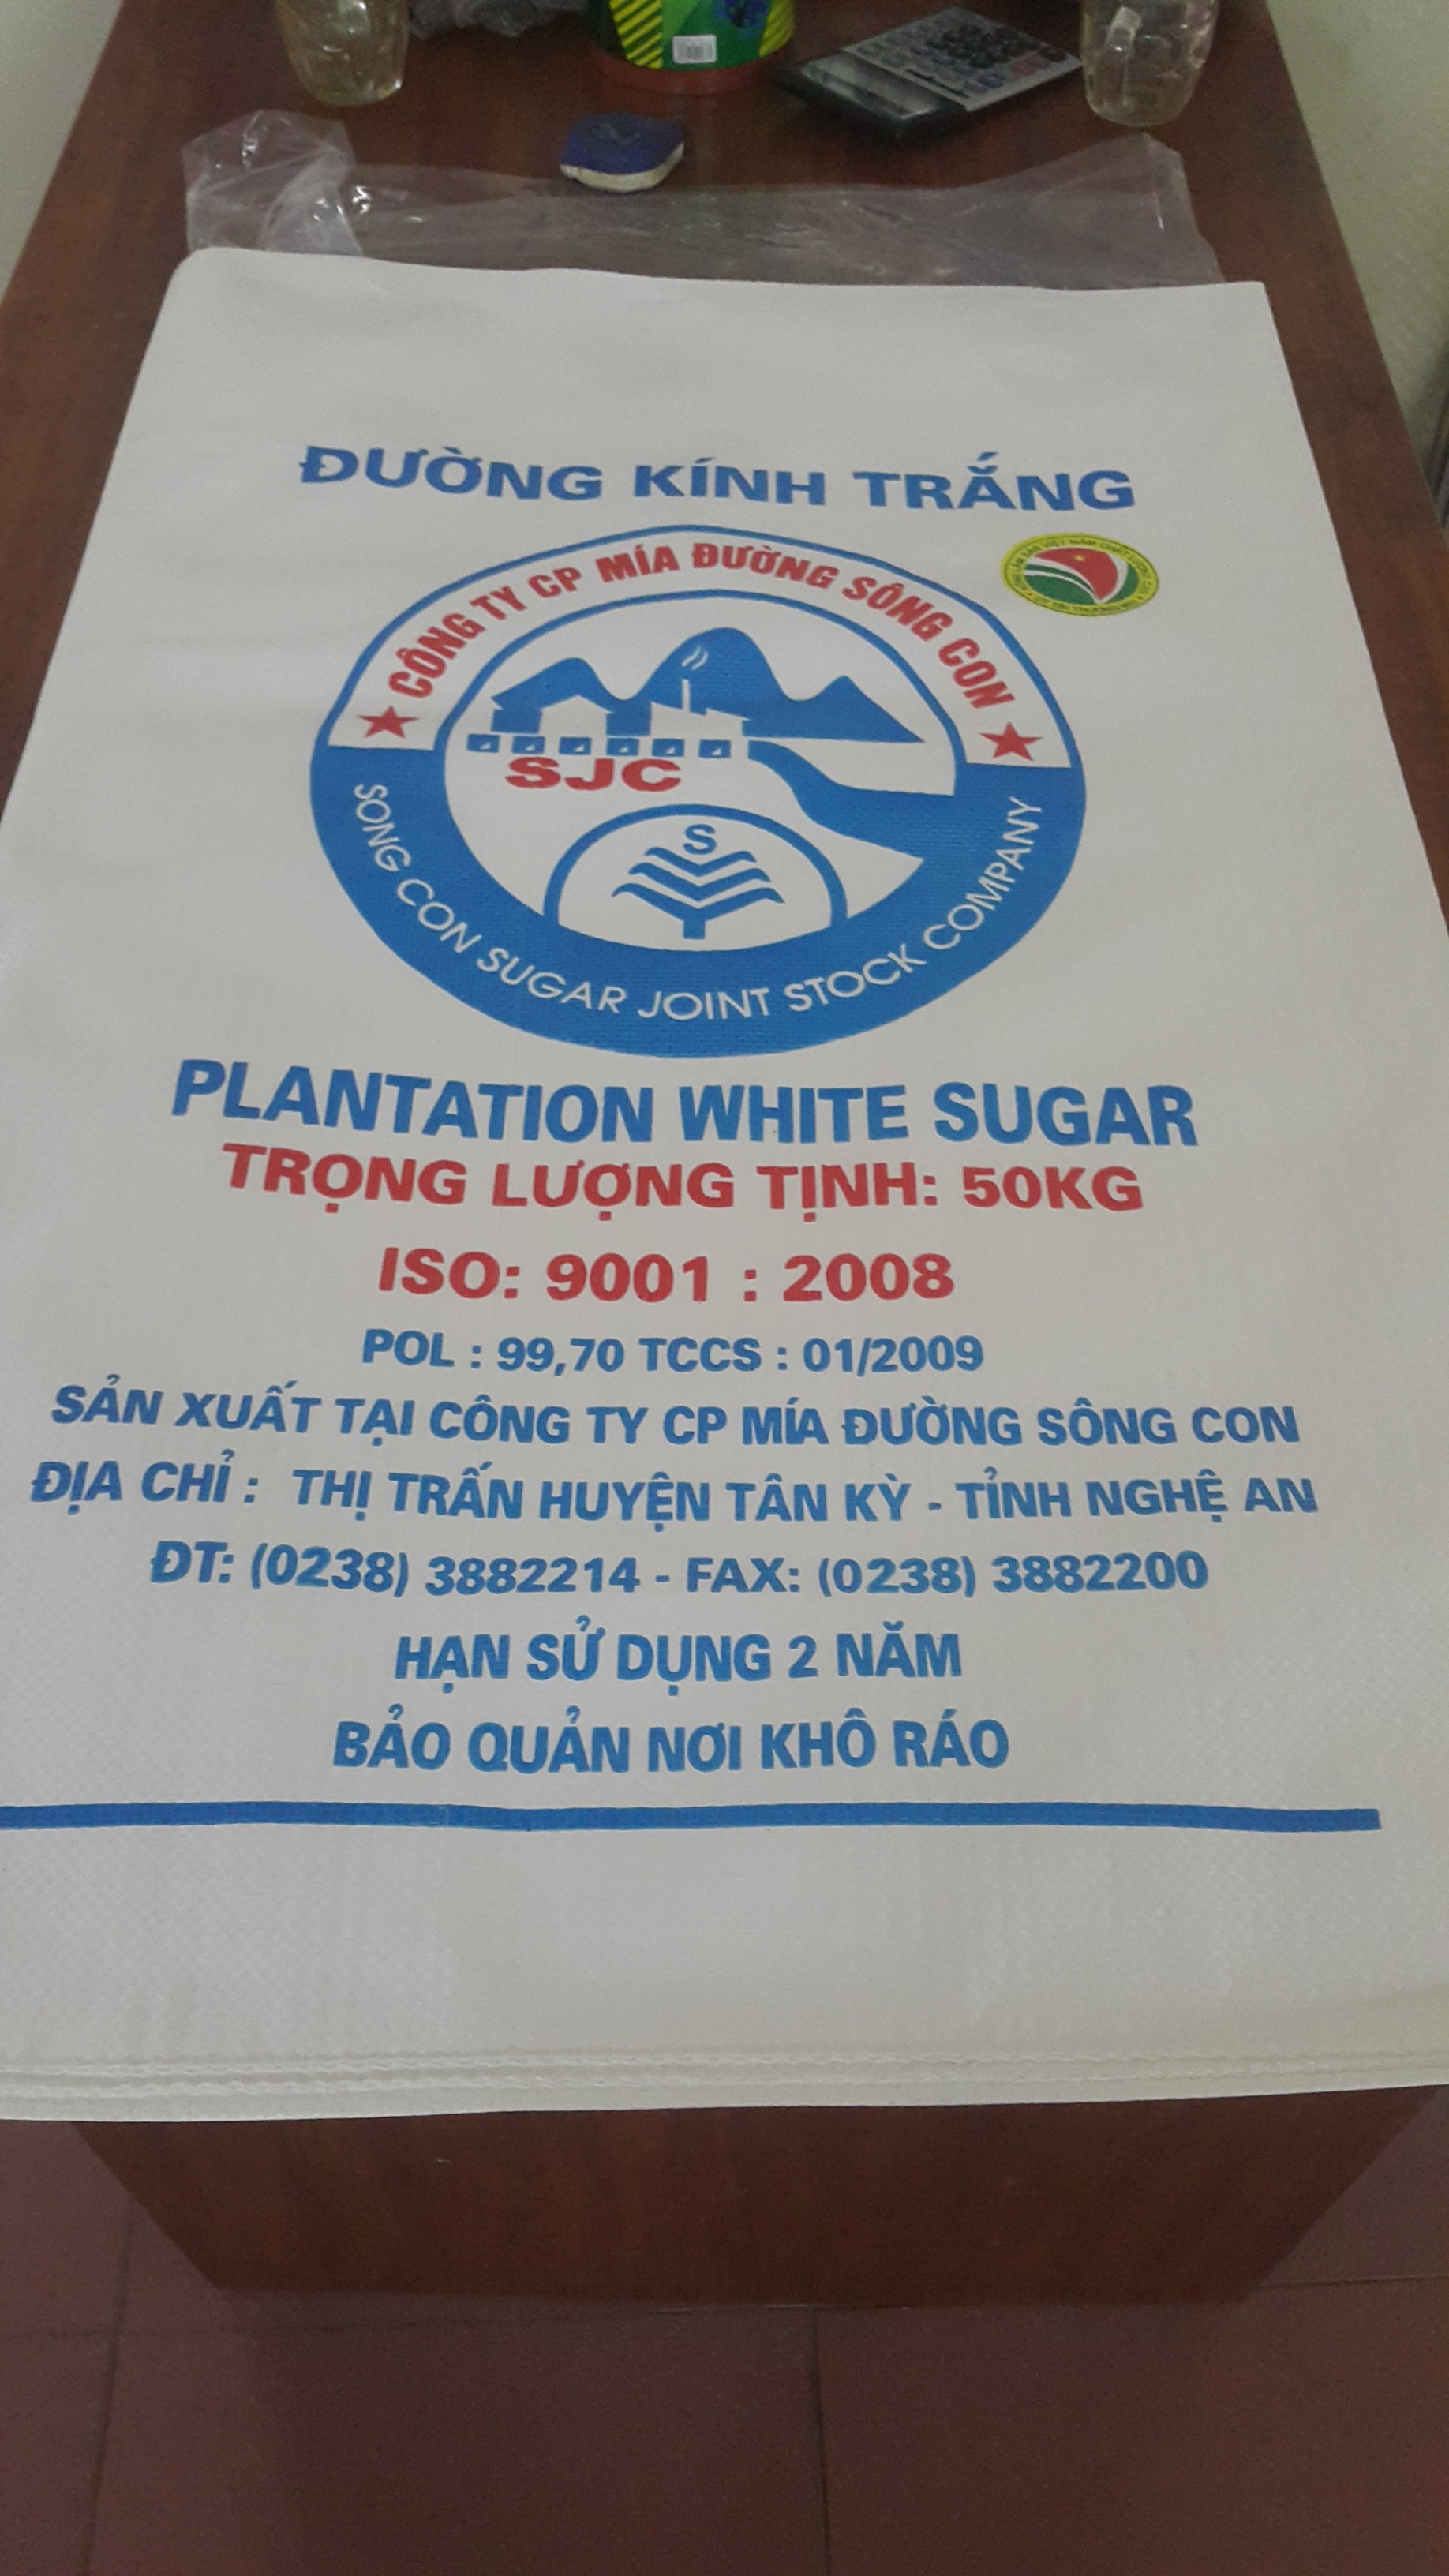 ĐƯỜNG KÍNH TRẮNG
CÔNG TY CP MÍA ĐƯỜNG SÔNG CON
SJC
S
SONG CON SUGAR JOINT STOCK COMPANY
PLANTATION WHITE SUGAR
TRỌNG LƯỢNG TỊNH: 50KG
ISO: 9001 : 2008
POL : 99,70 TCCS : 01/2009
SẢN XUẤT TẠI CÔNG TY CP MÍA ĐƯỜNG SÔNG CON
ĐỊA CHỈ : THỊ TRẤN HUYỆN TÂN KỲ - TỈNH NGHỆ AN
ĐT: (0238) 3882214 - FAX: (0238) 3882200
HẠN SỬ DỤNG 2 NĂM
BẢO QUẢN NƠI KHÔ RÁO